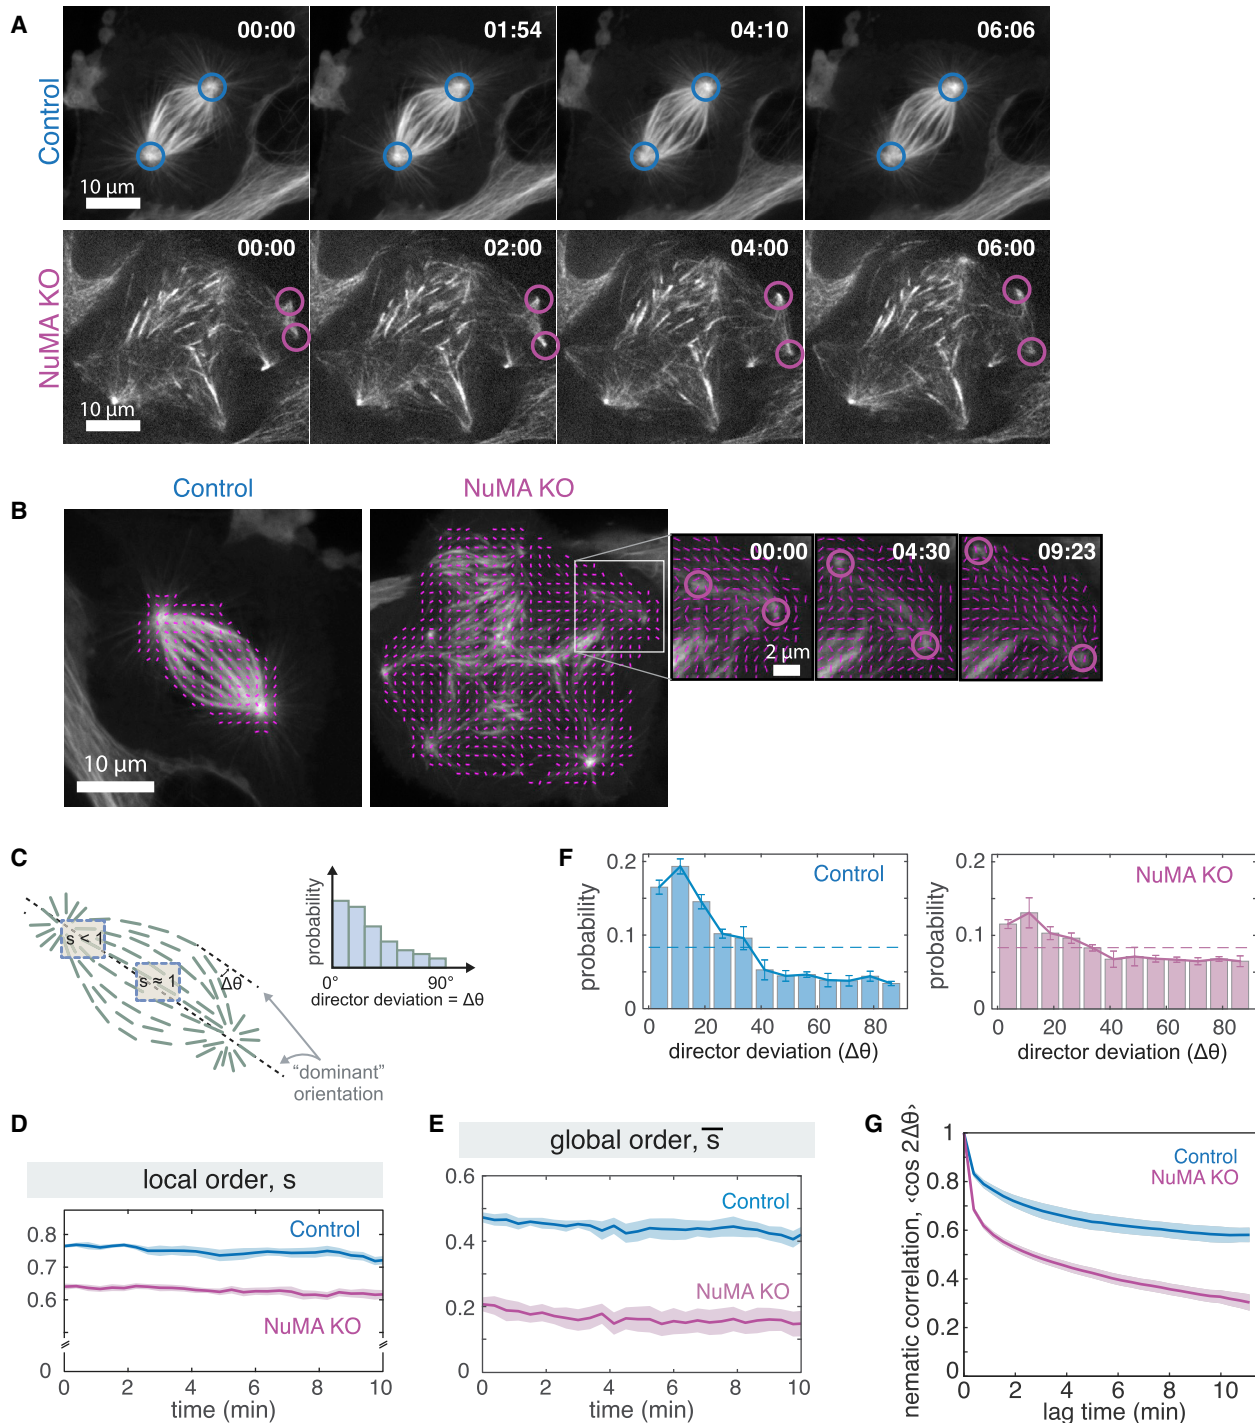 A
Control
00:00
01:54
04:10
06:06
10 μm
NuMA KO
00:00
02:00
04:00
06:00
10 μm
B
Control
NuMA KO
10 μm
00:00
04:30
09:23
2 μm
C
s < 1
s ≈ 1
Δθ
"dominant"
orientation
probability
0°
90°
director deviation = Δθ
F
probability
0.2
0.1
0
Control
0
20
40
60
80
director deviation (Δθ)
probability
0.2
0.1
0
NuMA KO
0
20
40
60
80
director deviation (Δθ)
D
local order, s
0.8
0.7
0.6
0
Control
NuMA KO
0
2
4
6
8
10
time (min)
E
global order, s̅
0.6
0.4
0.2
0
Control
NuMA KO
0
2
4
6
8
10
time (min)
G
nematic correlation, ‹cos 2Δθ›
1
0.8
0.6
0.4
0.2
0
Control
NuMA KO
0
2
4
6
8
10
lag time (min)